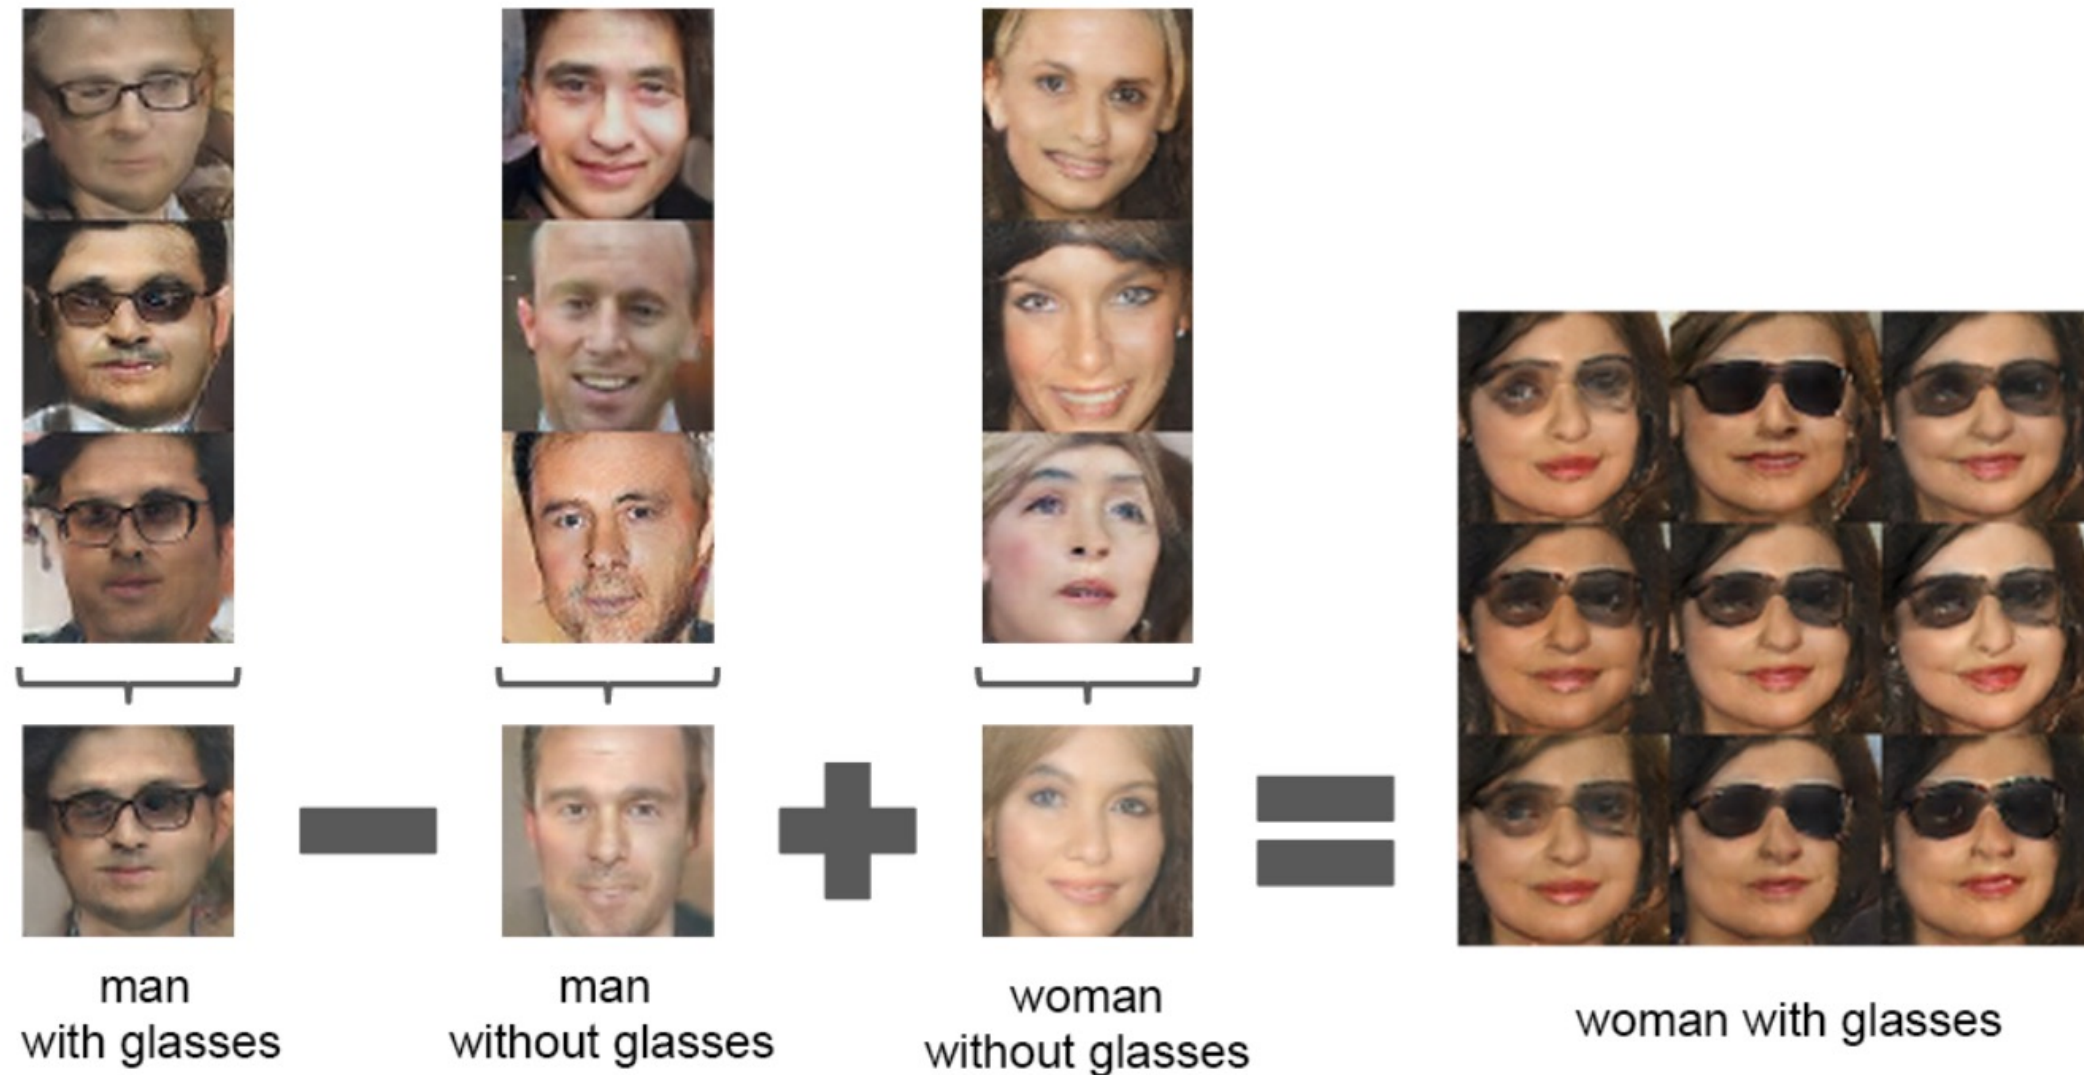 man
with glasses
man
without glasses
woman
without glasses
woman with glasses